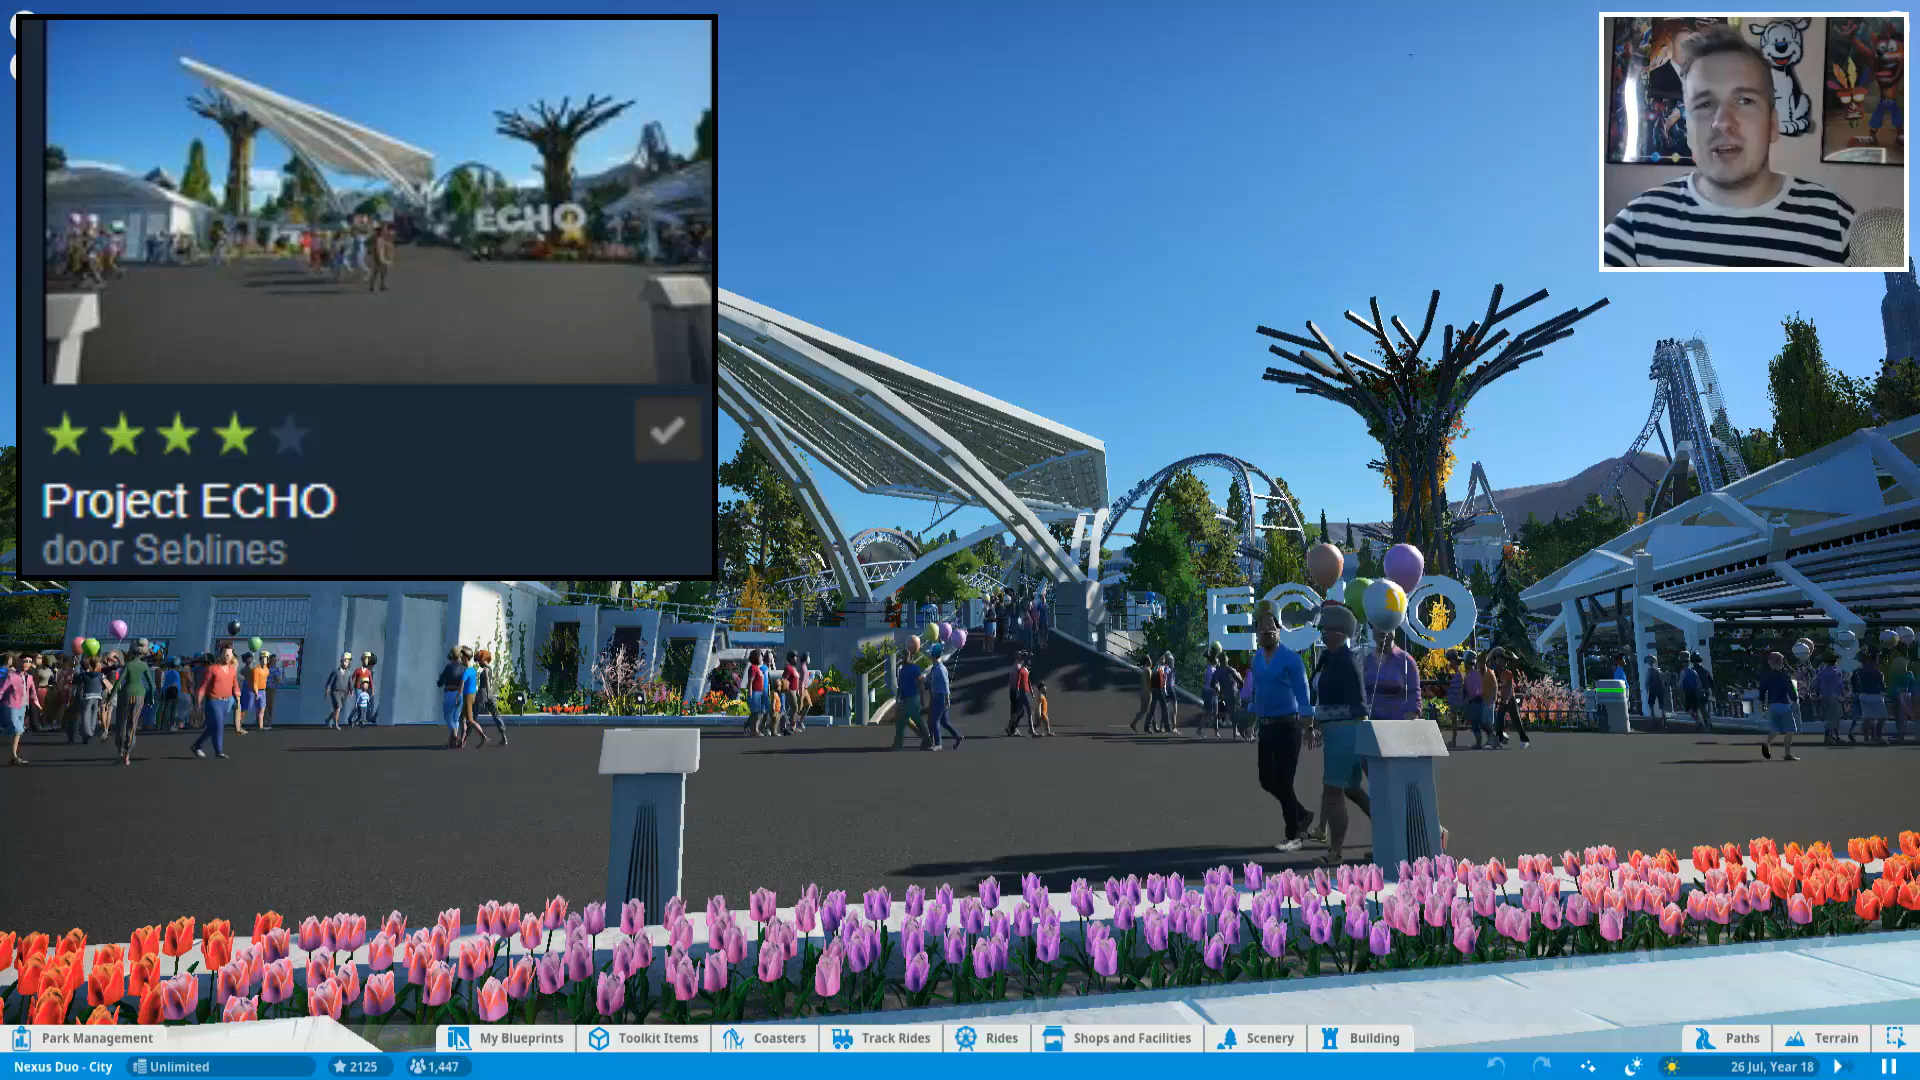 ECHO
Project ECHO
door Seblines
ECHO
Park Management
My Blueprints
Toolkit Items
Coasters
Track Rides
Rides
Shops and Facilities
Scenery
Building
Paths
Terrain
Nexus Duo - City
Unlimited
2125
1,447
26 Jul, Year 18